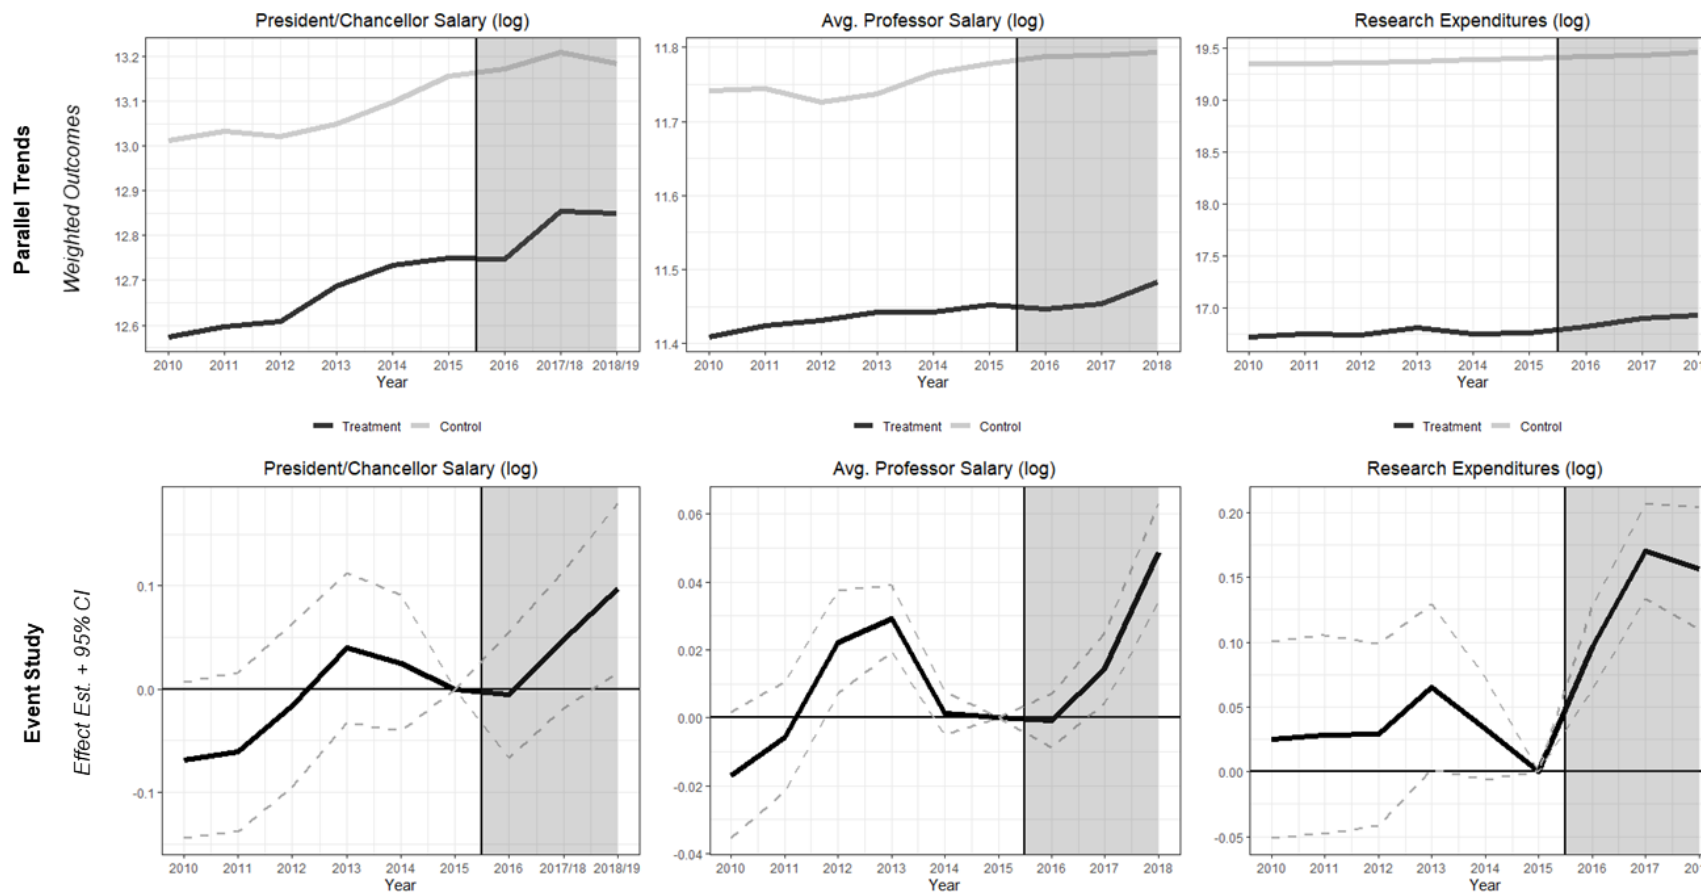 President/Chancellor Salary (log)
Avg. Professor Salary (log)
Research Expenditures (log)
Parallel Trends
Weighted Outcomes
13.2
13.1
13.0
12.9
12.8
12.7
12.6
2010 2011 2012 2013 2014 2015 2016 2017/18 2018/19
Year
11.8
11.7
11.6
11.5
11.4
2010 2011 2012 2013 2014 2015 2016 2017 2018
Year
19.5
19.0
18.5
18.0
17.5
17.0
2010 2011 2012 2013 2014 2015 2016 2017 201
Year
Treatment Control
Treatment Control
Treatment Control
President/Chancellor Salary (log)
Avg. Professor Salary (log)
Research Expenditures (log)
Event Study
Effect Est. + 95% CI
0.1
0.0
-0.1
2010 2011 2012 2013 2014 2015 2016 2017/18 2018/19
Year
0.06
0.04
0.02
0.00
-0.02
-0.04
2010 2011 2012 2013 2014 2015 2016 2017 2018
Year
0.20
0.15
0.10
0.05
0.00
-0.05
2010 2011 2012 2013 2014 2015 2016 2017 201
Year